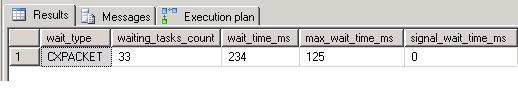 Results Messages Execution plan
wait_type waiting_tasks_count wait_time_ms max_wait_time_ms signal_wait_time_ms
1 CXPACKET 33 234 125 0